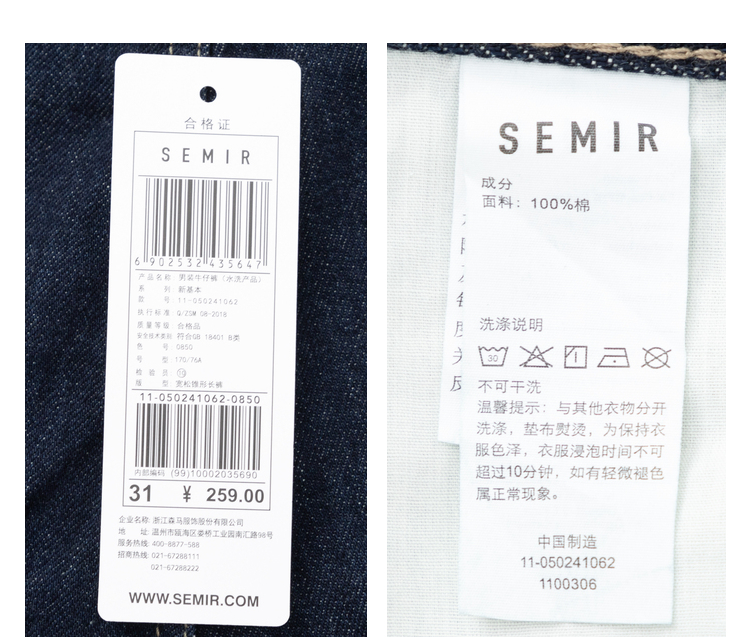 合格证
SEMIR
6 902532 435647
产品名称: 男装牛仔裤（水洗产品）
系 列: 新基本
款 号: 11-050241062
执行标准: Q/ZSM 08-2018
质量等级: 合格品
安全技术类别: 符合GB 18401 B类
色 号: 0850
号 型: 170/76A
检 验 员: 10
版 型: 宽松锥形长裤
11-050241062-0850
内部编码 (99)10002035690
31 ¥ 259.00
企业名称: 浙江森马服饰股份有限公司
地 址: 温州市瓯海区娄桥工业园南汇路98号
服务热线: 400-8877-588
招商热线: 021-67288111
021-67288222
WWW.SEMIR.COM
SEMIR
成分
面料: 100%棉
洗涤说明
30
不可干洗
温馨提示: 与其他衣物分开
洗涤，垫布熨烫，为保持衣
服色泽，衣服浸泡时间不可
超过10分钟，如有轻微褪色
属正常现象。
中国制造
11-050241062
1100306